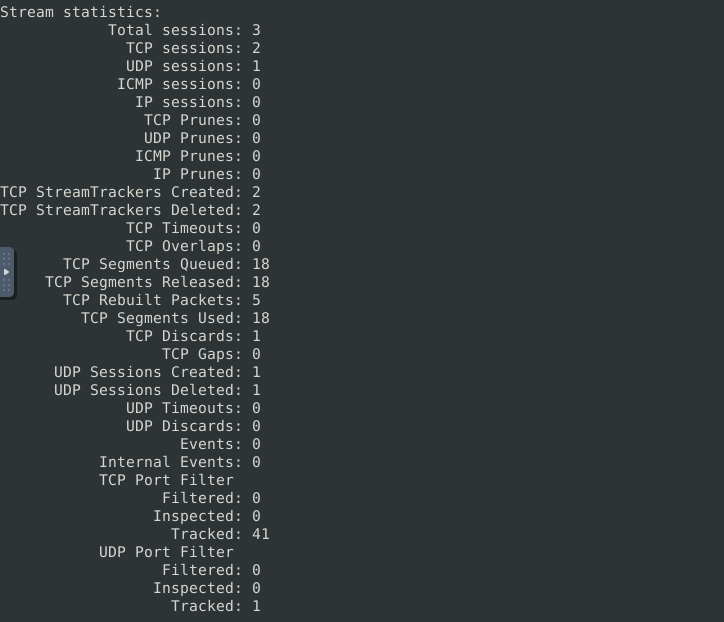 Stream statistics:
Total sessions: 3
TCP sessions: 2
UDP sessions: 1
ICMP sessions: 0
IP sessions: 0
TCP Prunes: 0
UDP Prunes: 0
ICMP Prunes: 0
IP Prunes: 0
TCP StreamTrackers Created: 2
TCP StreamTrackers Deleted: 2
TCP Timeouts: 0
TCP Overlaps: 0
TCP Segments Queued: 18
TCP Segments Released: 18
TCP Rebuilt Packets: 5
TCP Segments Used: 18
TCP Discards: 1
TCP Gaps: 0
UDP Sessions Created: 1
UDP Sessions Deleted: 1
UDP Timeouts: 0
UDP Discards: 0
Events: 0
Internal Events: 0
TCP Port Filter
Filtered: 0
Inspected: 0
Tracked: 41
UDP Port Filter
Filtered: 0
Inspected: 0
Tracked: 1